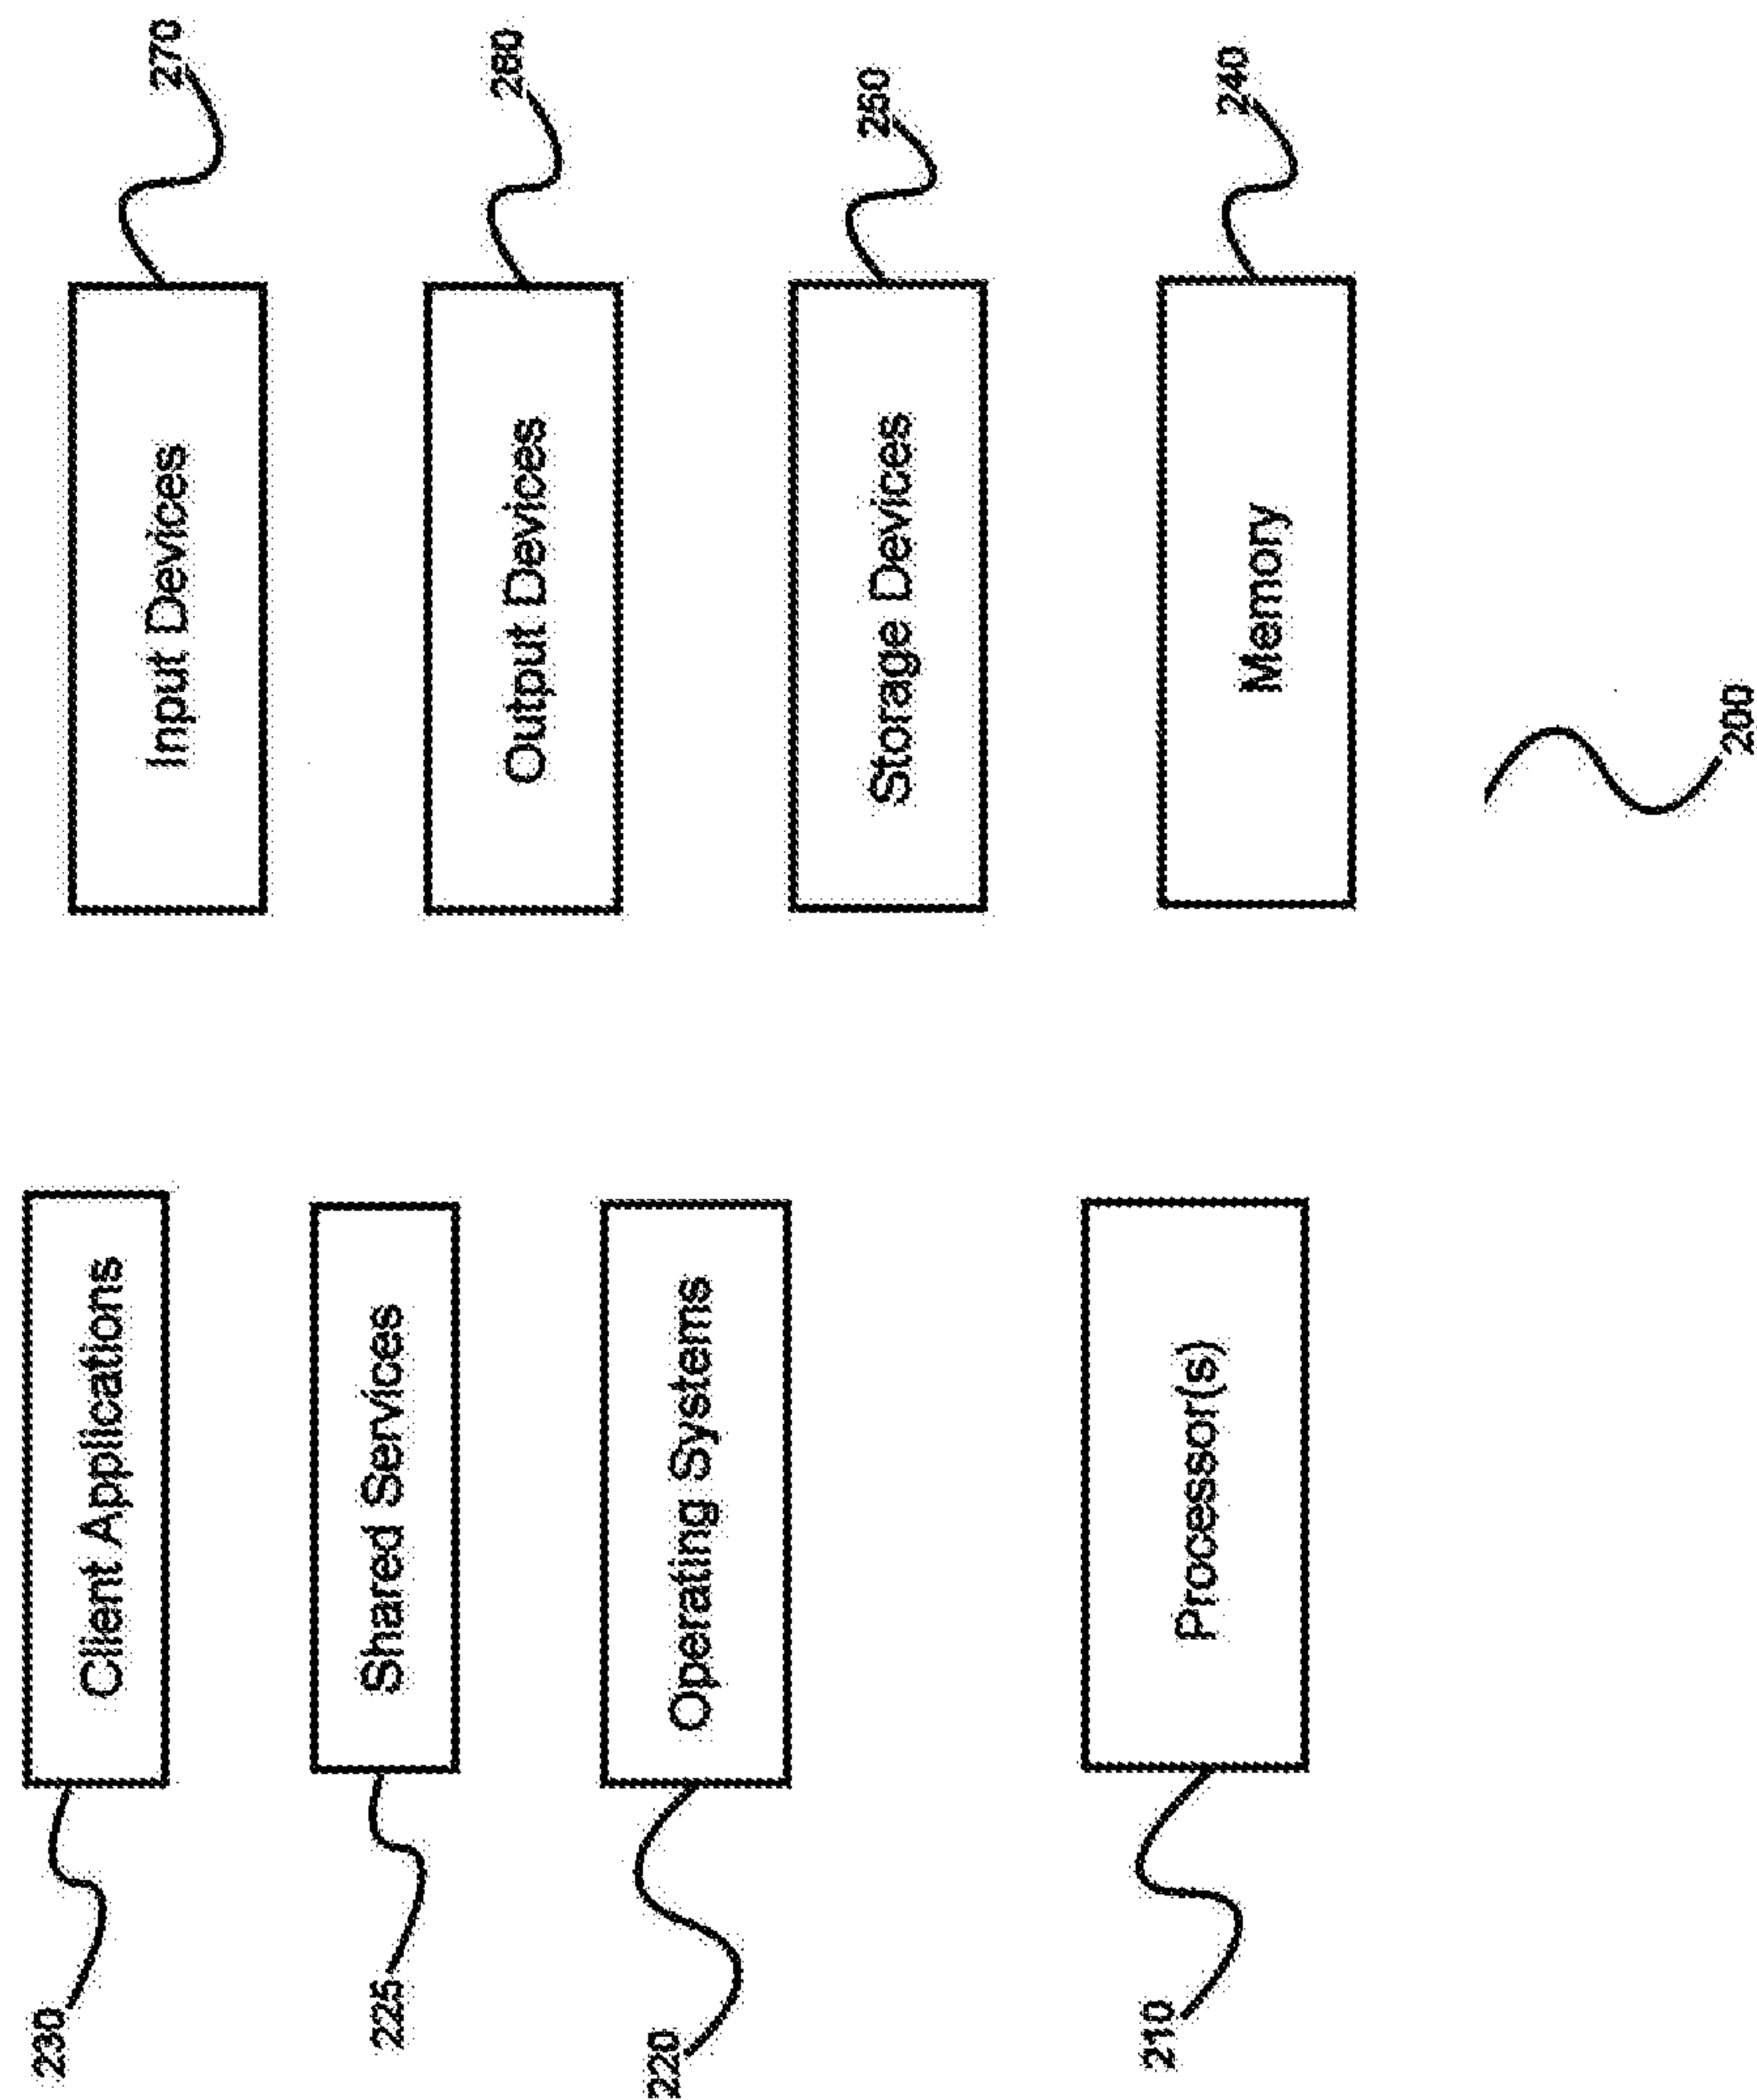 Client Applications
230
Shared Services
225
Operating Systems
220
Processor(s)
210
Input Devices
270
Output Devices
260
Storage Devices
250
Memory
240
200